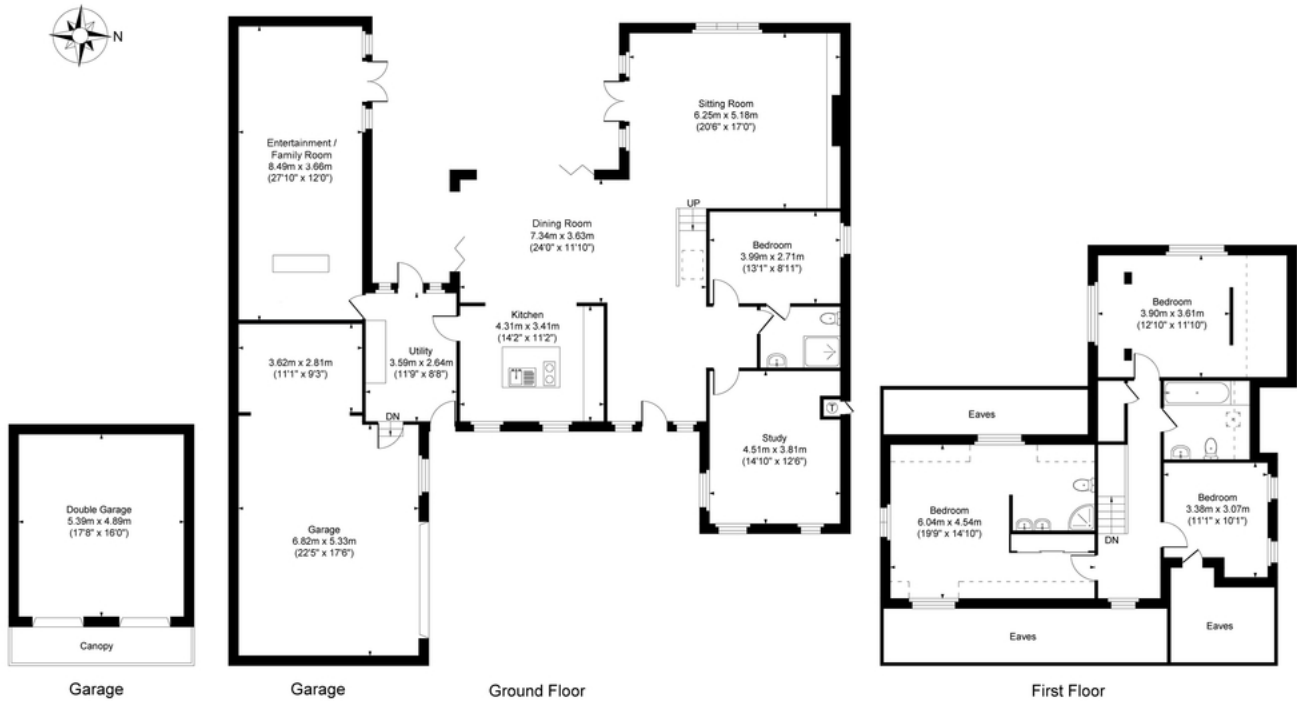 N
Entertainment /
Family Room
8.49m x 3.66m
(27'10" x 12'0")
Sitting Room
6.25m x 5.18m
(20'6" x 17'0")
Dining Room
7.34m x 3.63m
(24'0" x 11'10")
UP
Bedroom
3.99m x 2.71m
(13'1" x 8'11")
Kitchen
4.31m x 3.41m
(14'2" x 11'2")
Utility
3.59m x 2.64m
(11'9" x 8'8")
3.62m x 2.81m
(11'1" x 9'3")
DN
T
Study
4.51m x 3.81m
(14'10" x 12'6")
Garage
6.82m x 5.33m
(22'5" x 17'6")
Double Garage
5.39m x 4.89m
(17'8" x 16'0")
Canopy
Bedroom
3.90m x 3.61m
(12'10" x 11'10")
Eaves
Bedroom
6.04m x 4.54m
(19'9" x 14'10")
DN
Bedroom
3.38m x 3.07m
(11'1" x 10'1")
Eaves
Eaves
Garage
Garage
Ground Floor
First Floor